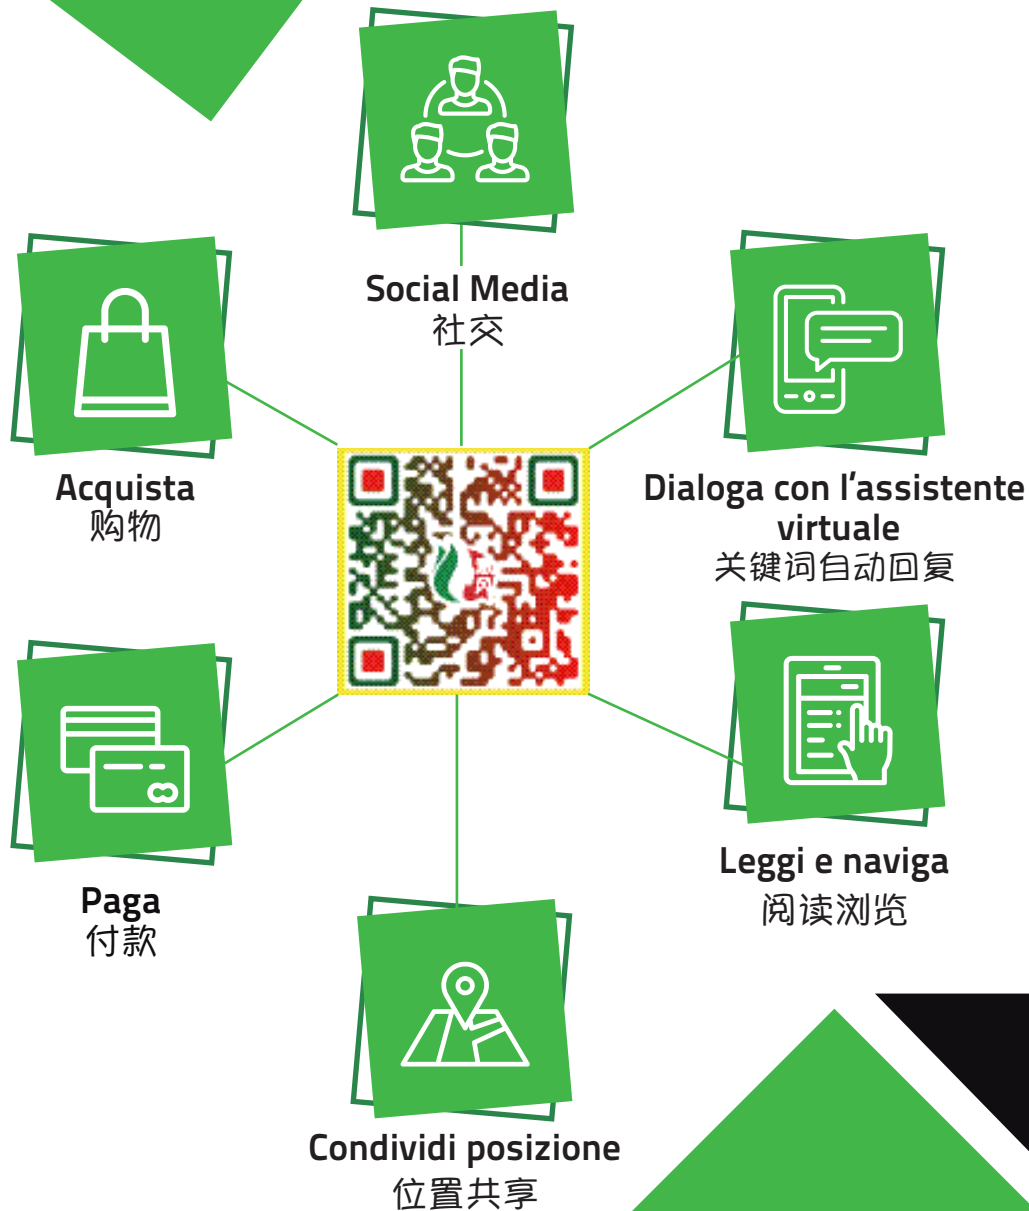 Social Media
社交
Acquista
购物
Dialoga con l'assistente
virtuale
关键词自动回复
Paga
付款
Leggi e naviga
阅读浏览
Condividi posizione
位置共享